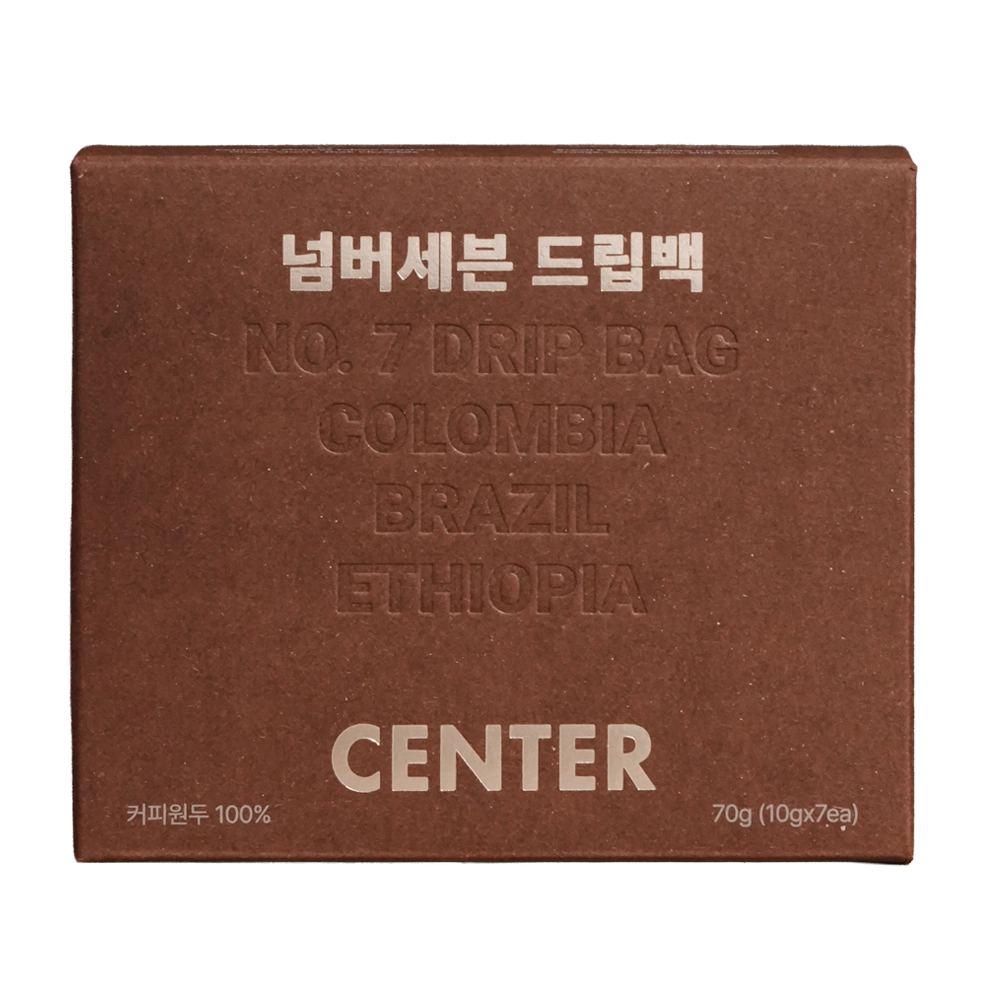 넘버세븐 드립백
NO. 7 DRIP BAG
COLOMBIA
BRAZIL
ETHIOPIA
CENTER
커피원두 100%
70g (10gx7ea)